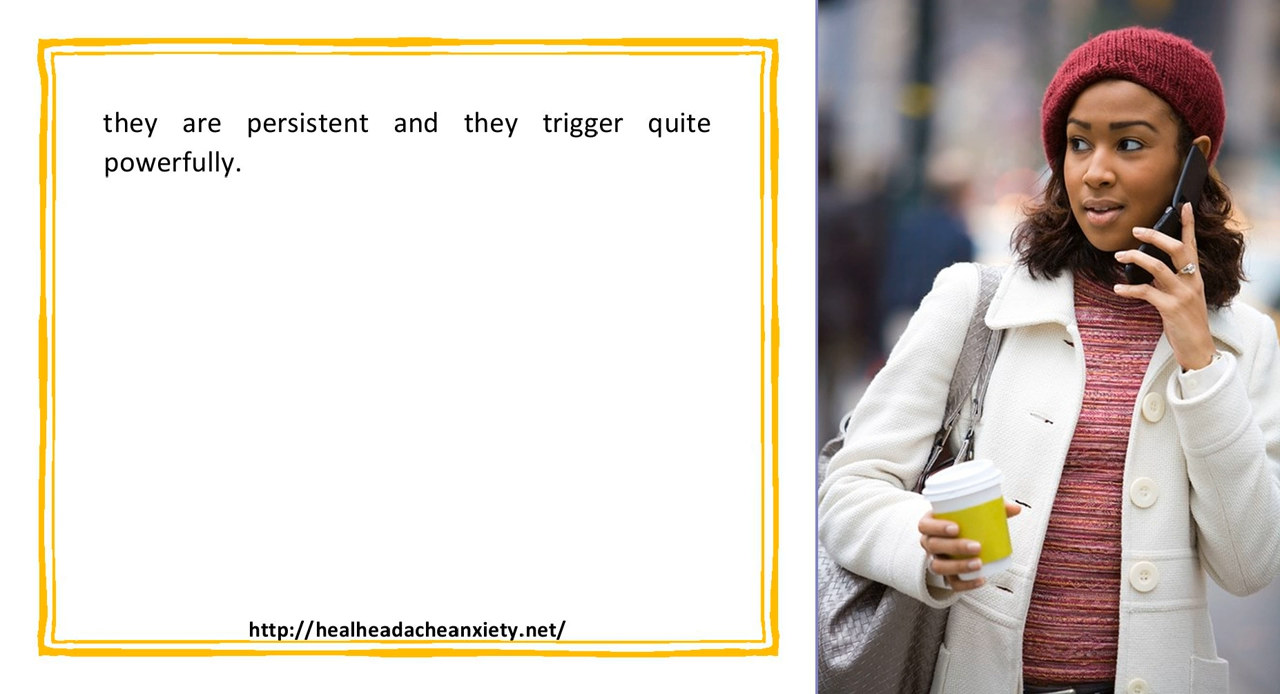 they are persistent and they trigger quite
powerfully.
http://healheadacheanxiety.net/